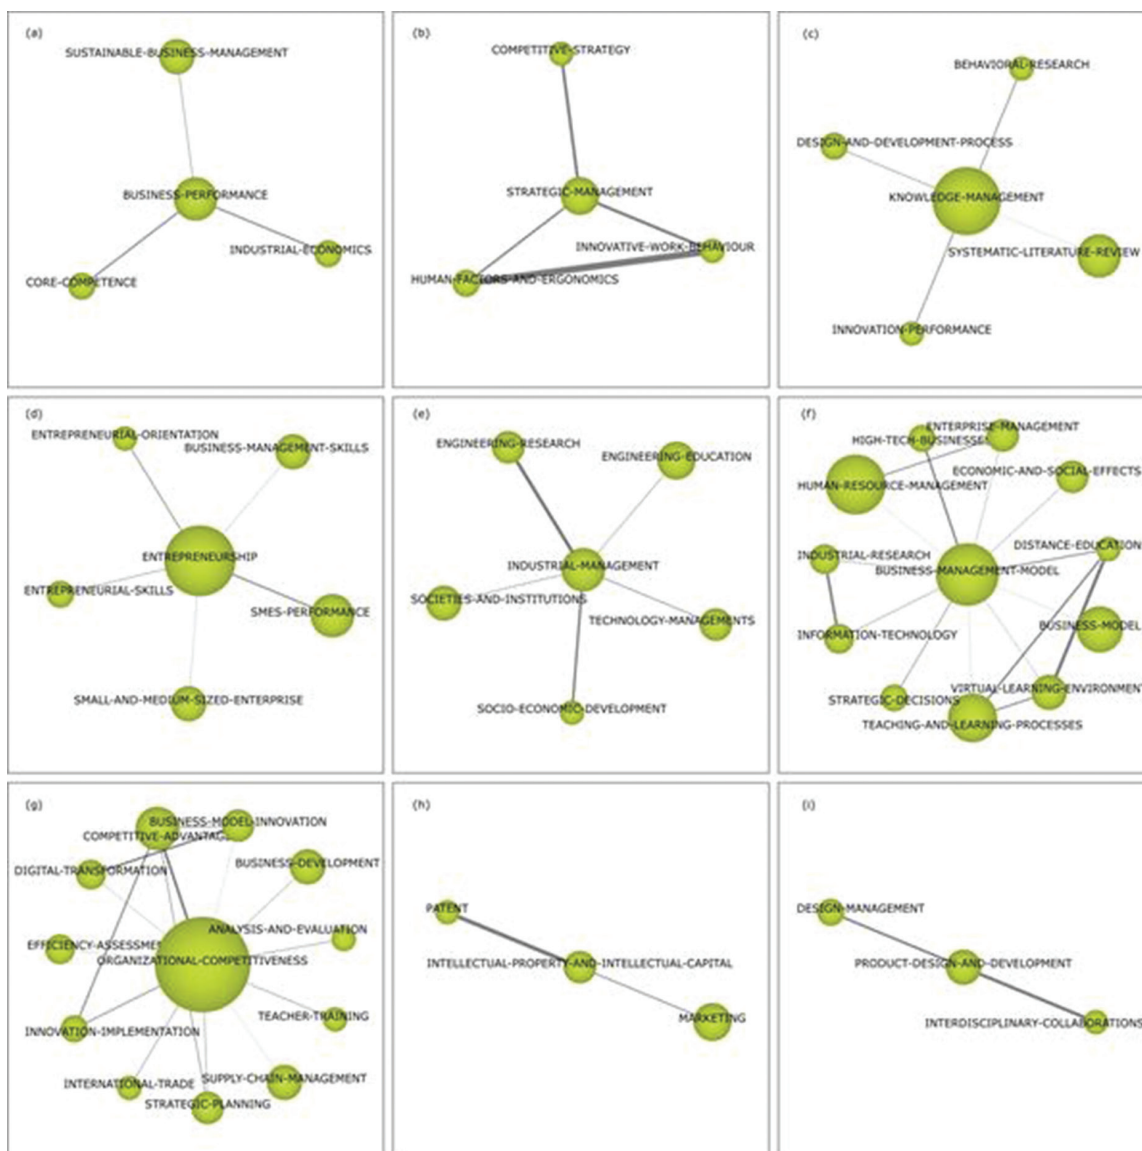 (a)
SUSTAINABLE-BUSINESS-MANAGEMENT
BUSINESS-PERFORMANCE
INDUSTRIAL-ECONOMICS
CORE-COMPETENCE
(b)
COMPETITIVE-STRATEGY
STRATEGIC-MANAGEMENT
INNOVATIVE-WORK-BEHAVIOUR
HUMAN-FACTORS-AND-ERGONOMICS
(c)
BEHAVIORAL-RESEARCH
DESIGN-AND-DEVELOPMENT-PROCESS
KNOWLEDGE-MANAGEMENT
SYSTEMATIC-LITERATURE-REVIEW
INNOVATION-PERFORMANCE
(d)
ENTREPRENEURIAL-ORIENTATION
BUSINESS-MANAGEMENT-SKILLS
ENTREPRENEURSHIP
ENTREPRENEURIAL-SKILLS
SMES-PERFORMANCE
SMALL-AND-MEDIUM-SIZED-ENTERPRISE
(e)
ENGINEERING-RESEARCH
ENGINEERING-EDUCATION
INDUSTRIAL-MANAGEMENT
SOCIETIES-AND-INSTITUTIONS
TECHNOLOGY-MANAGEMENTS
SOCIO-ECONOMIC-DEVELOPMENT
(f)
ENTERPRISE-MANAGEMENT
HIGH-TECH-BUSINESSES
ECONOMIC-AND-SOCIAL-EFFECTS
HUMAN-RESOURCE-MANAGEMENT
DISTANCE-EDUCATION
INDUSTRIAL-RESEARCH
BUSINESS-MANAGEMENT-MODEL
BUSINESS-MODEL
INFORMATION-TECHNOLOGY
VIRTUAL-LEARNING-ENVIRONMENT
STRATEGIC-DECISIONS
TEACHING-AND-LEARNING-PROCESSES
(g)
BUSINESS-MODEL-INNOVATION
COMPETITIVE-ADVANTAG
BUSINESS-DEVELOPMENT
DIGITAL-TRANSFORMATION
ANALYSIS-AND-EVALUATION
EFFICIENCY-ASSESSME
ORGANIZATIONAL-COMPETITIVENESS
TEACHER-TRAINING
INNOVATION-IMPLEMENTATION
SUPPLY-CHAIN-MANAGEMENT
INTERNATIONAL-TRADE
STRATEGIC-PLANNING
(h)
PATENT
INTELLECTUAL-PROPERTY-AND-INTELLECTUAL-CAPITAL
MARKETING
(i)
DESIGN-MANAGEMENT
PRODUCT-DESIGN-AND-DEVELOPMENT
INTERDISCIPLINARY-COLLABORATIONS